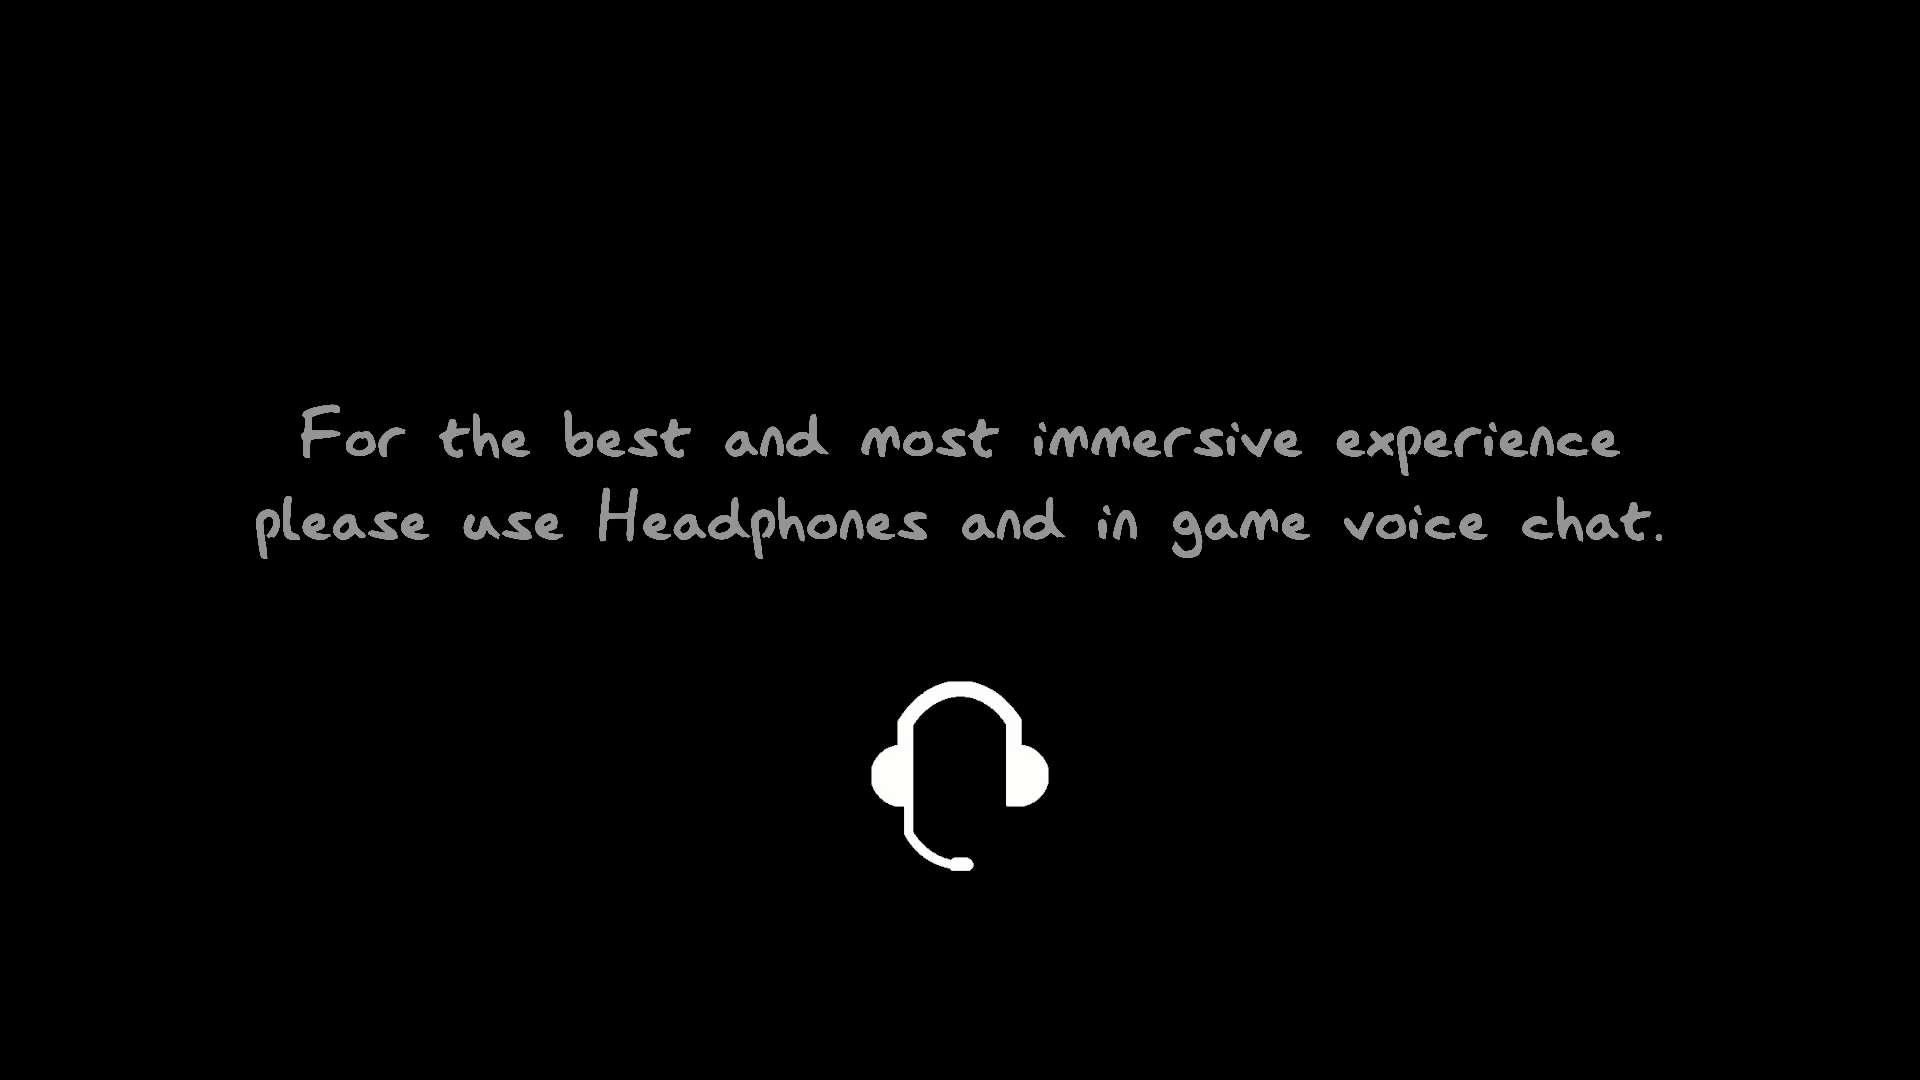 For the best and most immersive experience
please use Headphones and in game voice chat.